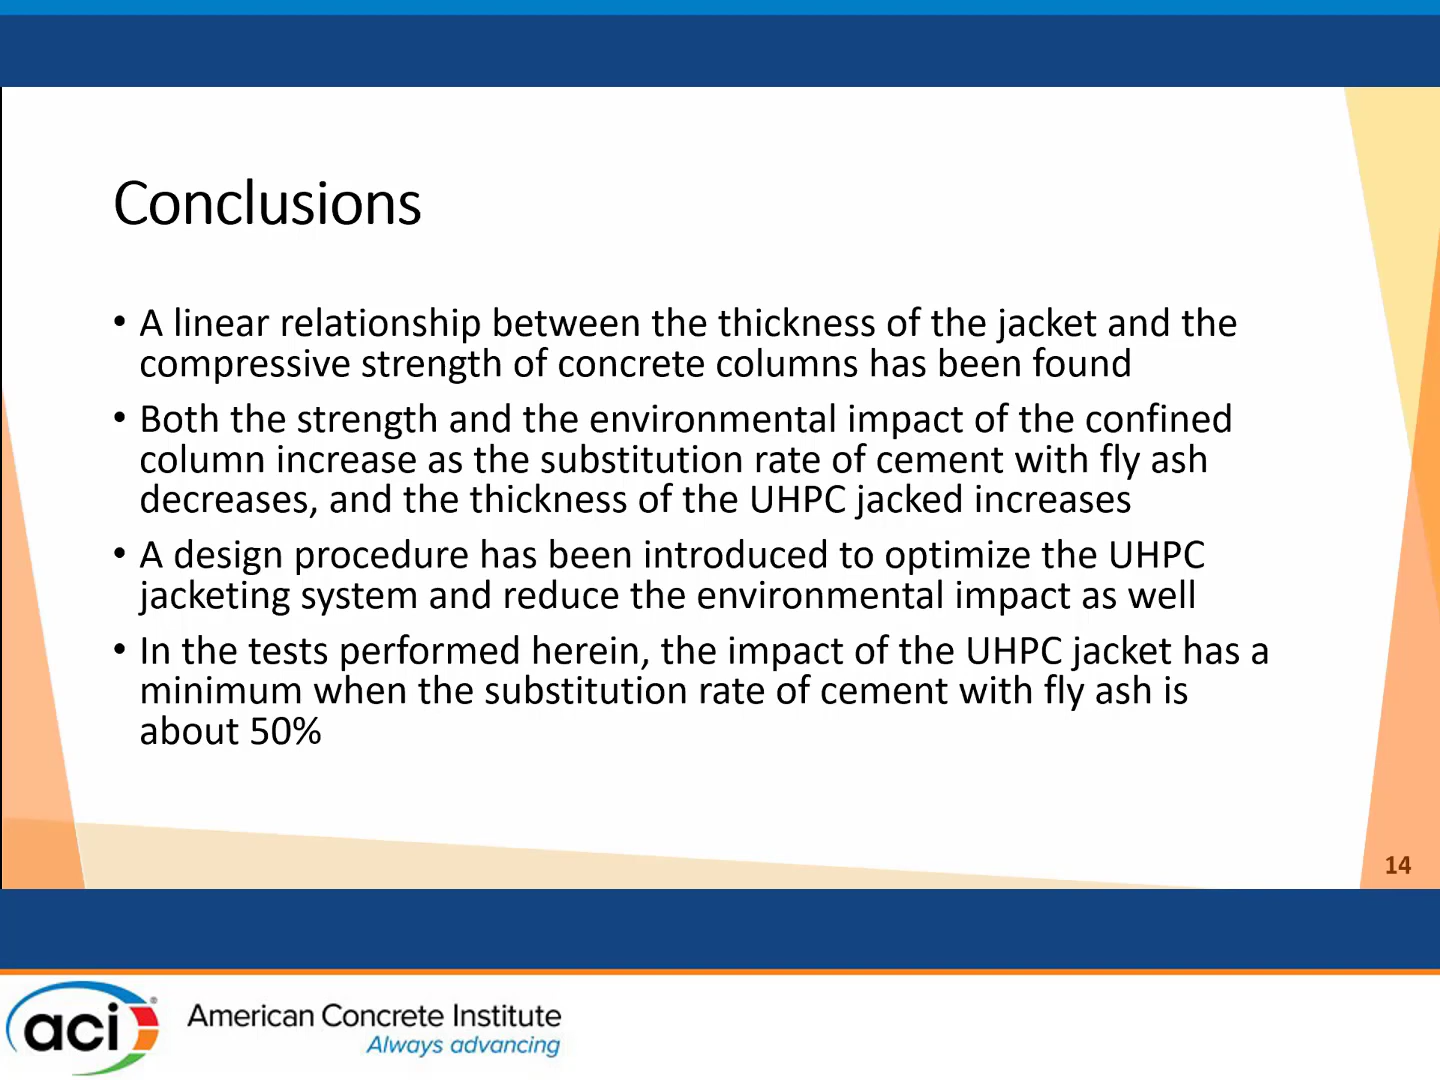 Conclusions
• A linear relationship between the thickness of the jacket and the
compressive strength of concrete columns has been found
• Both the strength and the environmental impact of the confined
column increase as the substitution rate of cement with fly ash
decreases, and the thickness of the UHPC jacked increases
• A design procedure has been introduced to optimize the UHPC
jacketing system and reduce the environmental impact as well
• In the tests performed herein, the impact of the UHPC jacket has a
minimum when the substitution rate of cement with fly ash is
about 50%
14
aci®
American Concrete Institute
Always advancing